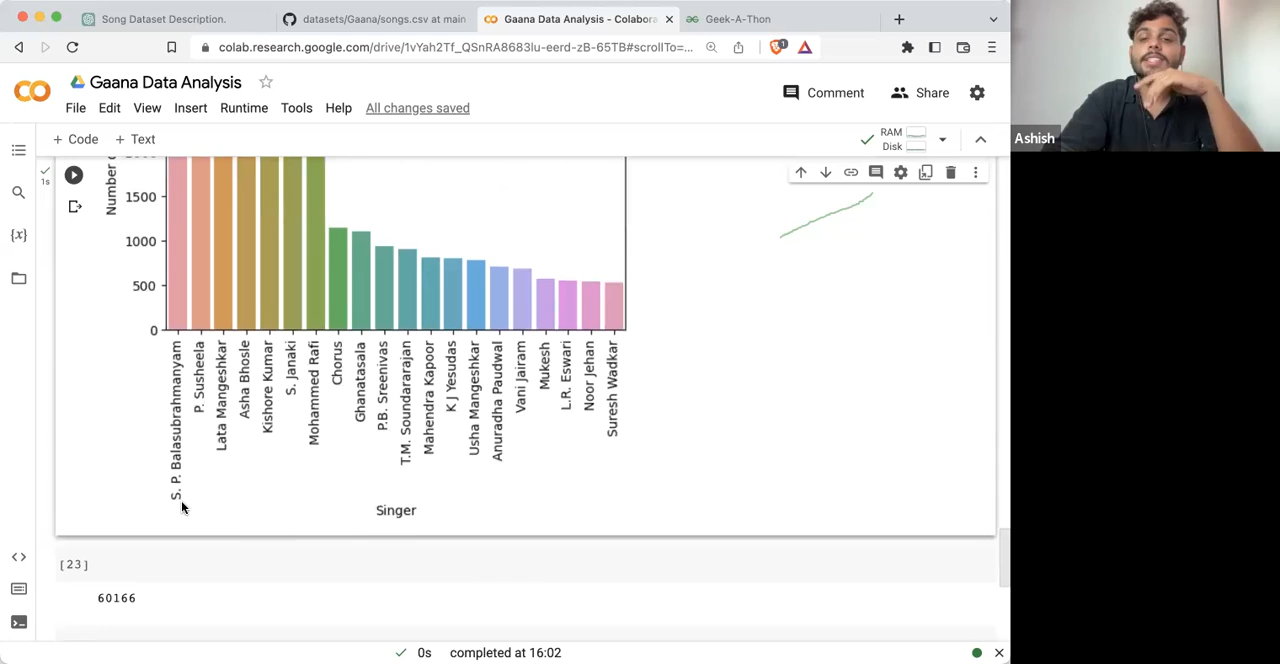 Song Dataset Description.
datasets/Gaana/songs.csv at main
Gaana Data Analysis - Colabora
Geek-A-Thon
colab.research.google.com/drive/1vYah2Tf_QSnRA8683lu-eerd-zB-65TB#scrollTo=...
1
Gaana Data Analysis
File Edit View Insert Runtime Tools Help All changes saved
Comment
Share
+ Code + Text
RAM
Disk
1s
Number
1500
1000
500
0
S. P. Balasubrahmanyam
P. Susheela
Lata Mangeshkar
Asha Bhosle
Kishore Kumar
S. Janaki
Mohammed Rafi
Chorus
Ghanatasala
P.B. Sreenivas
T.M. Soundararajan
Mahendra Kapoor
K J Yesudas
Usha Mangeshkar
Anuradha Paudwal
Vani Jairam
Mukesh
L.R. Eswari
Noor Jehan
Suresh Wadkar
Singer
[23]
60166
0s completed at 16:02
Ashish